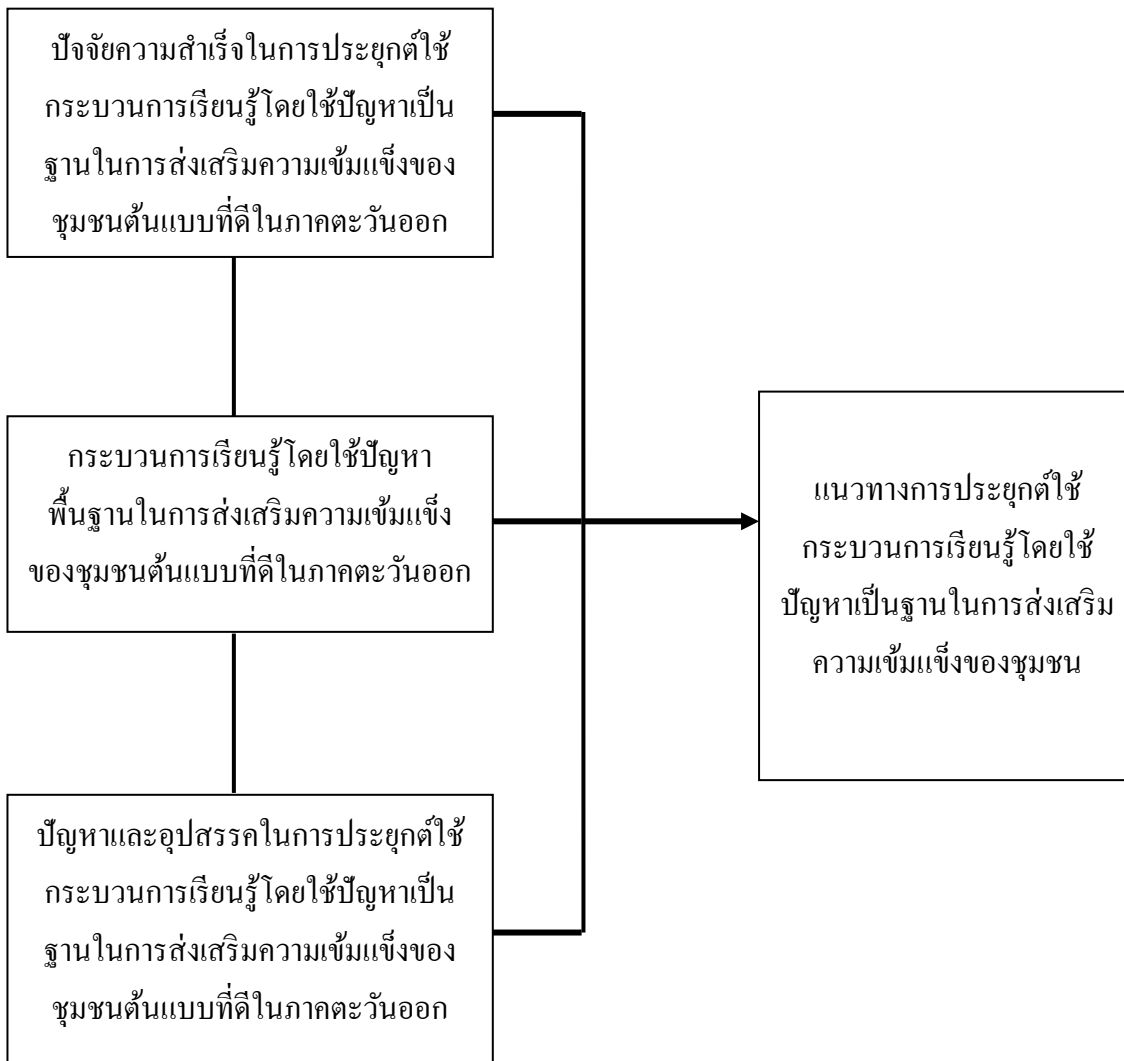 ปัจจัยความสำเร็จในการประยุกต์ใช้
กระบวนการเรียนรู้โดยใช้ปัญหาเป็น
ฐานในการส่งเสริมความเข้มแข็งของ
ชุมชนต้นแบบที่ดีในภาคตะวันออก
กระบวนการเรียนรู้โดยใช้ปัญหา
พื้นฐานในการส่งเสริมความเข้มแข็ง
ของชุมชนต้นแบบที่ดีในภาคตะวันออก
ปัญหาและอุปสรรคในการประยุกต์ใช้
กระบวนการเรียนรู้โดยใช้ปัญหาเป็น
ฐานในการส่งเสริมความเข้มแข็งของ
ชุมชนต้นแบบที่ดีในภาคตะวันออก
แนวทางการประยุกต์ใช้
กระบวนการเรียนรู้โดยใช้
ปัญหาเป็นฐานในการส่งเสริม
ความเข้มแข็งของชุมชน